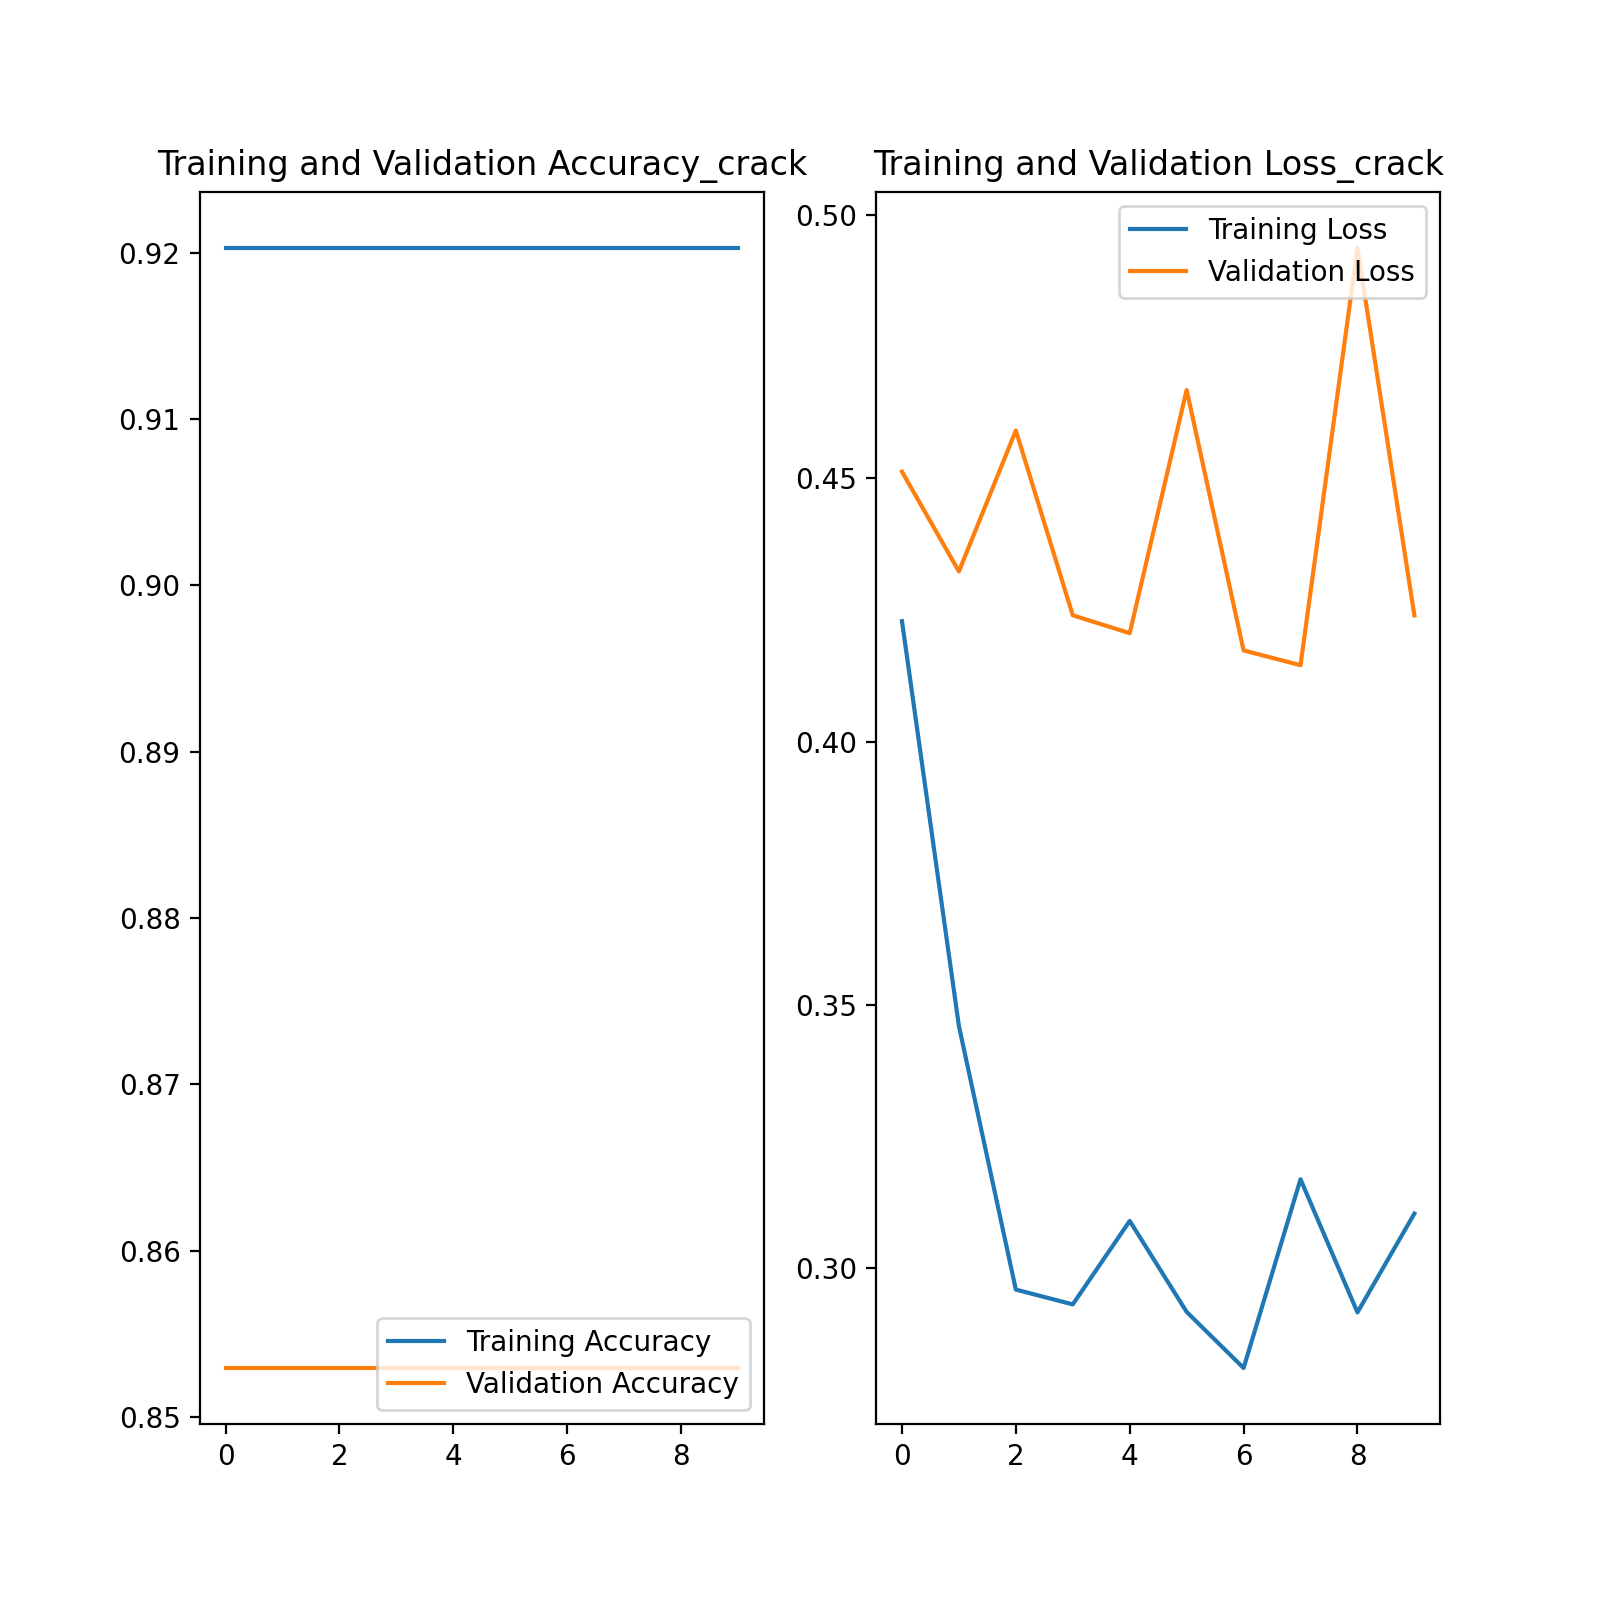 Training and Validation Accuracy_crack
0.92
0.91
0.90
0.89
0.88
0.87
0.86
0.85
Training Accuracy
Validation Accuracy
0 2 4 6 8
Training and Validation Loss_crack
0.50
0.45
0.40
0.35
0.30
Training Loss
Validation Loss
0 2 4 6 8